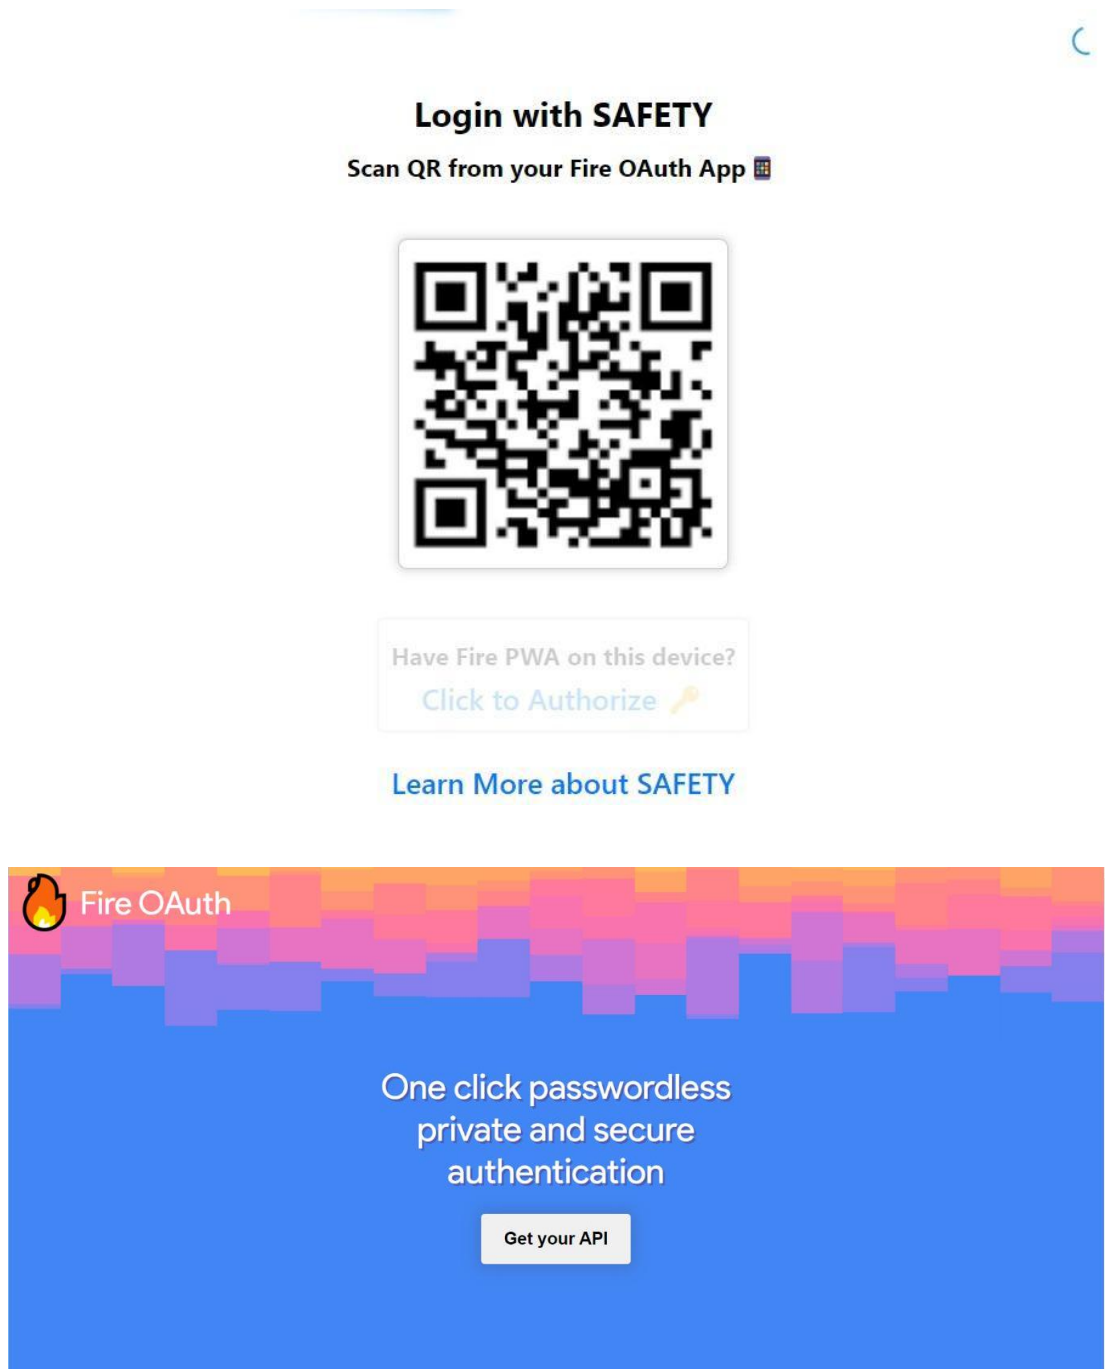 Login with SAFETY
Scan QR from your Fire OAuth App
Have Fire PWA on this device?
Click to Authorize
Learn More about SAFETY
Fire OAuth
One click passwordless
private and secure
authentication
Get your API